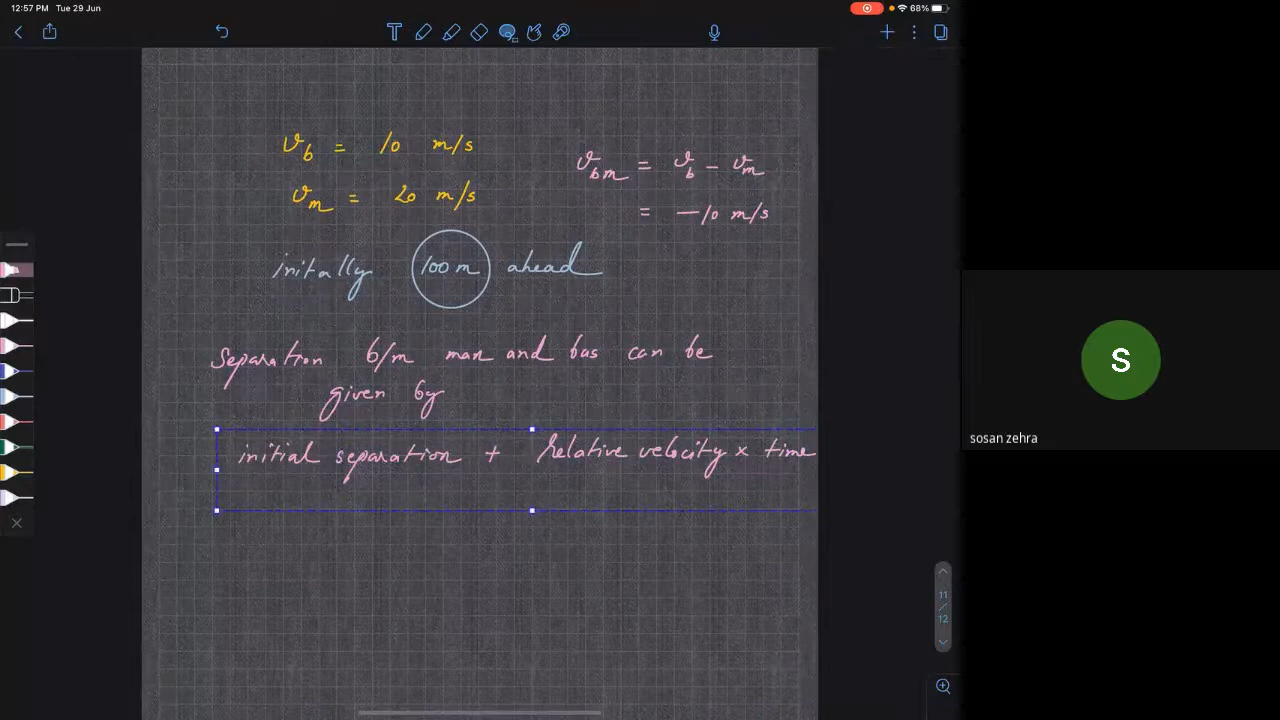 12:57 PM Tue 29 Jun
68%
T
v_b = 10 m/s
v_m = 20 m/s
v_bm = v_b - v_m
= -10 m/s
initially 100 m ahead
Separation b/m man and bus can be
given by
initial separation + relative velocity x time
11
/
12
S
sosan zehra